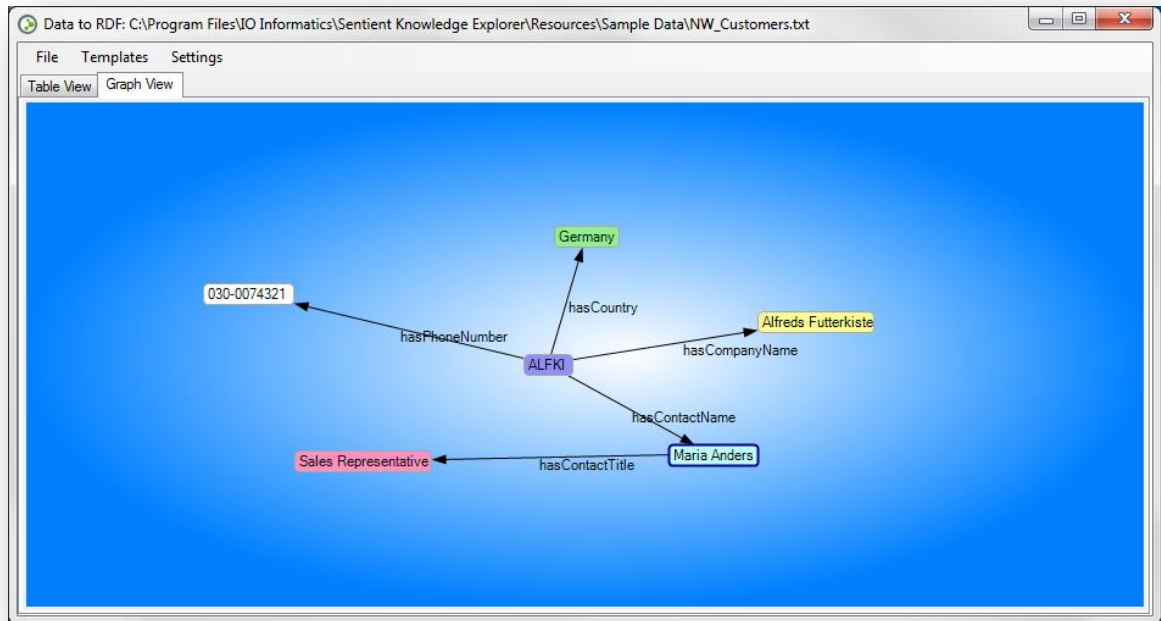 Data to RDF: C:\Program Files\IO Informatics\Sentient Knowledge Explorer\Resources\Sample Data\NW_Customers.txt
File Templates Settings
Table View Graph View
Germany
030-0074321
hasCountry
Alfreds Futterkiste
hasPhoneNumber
hasCompanyName
ALFKI
hasContactName
Maria Anders
Sales Representative
hasContactTitle